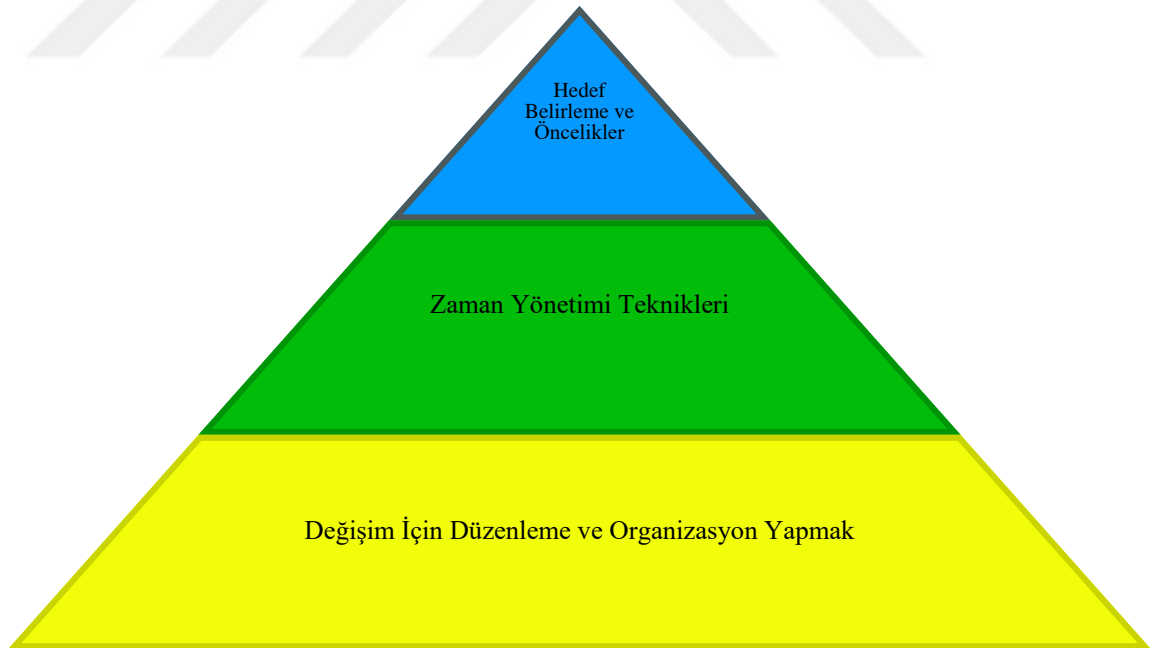 Hedef
Belirleme ve
Öncelikler
Zaman Yönetimi Teknikleri
Değişim İçin Düzenleme ve Organizasyon Yapmak